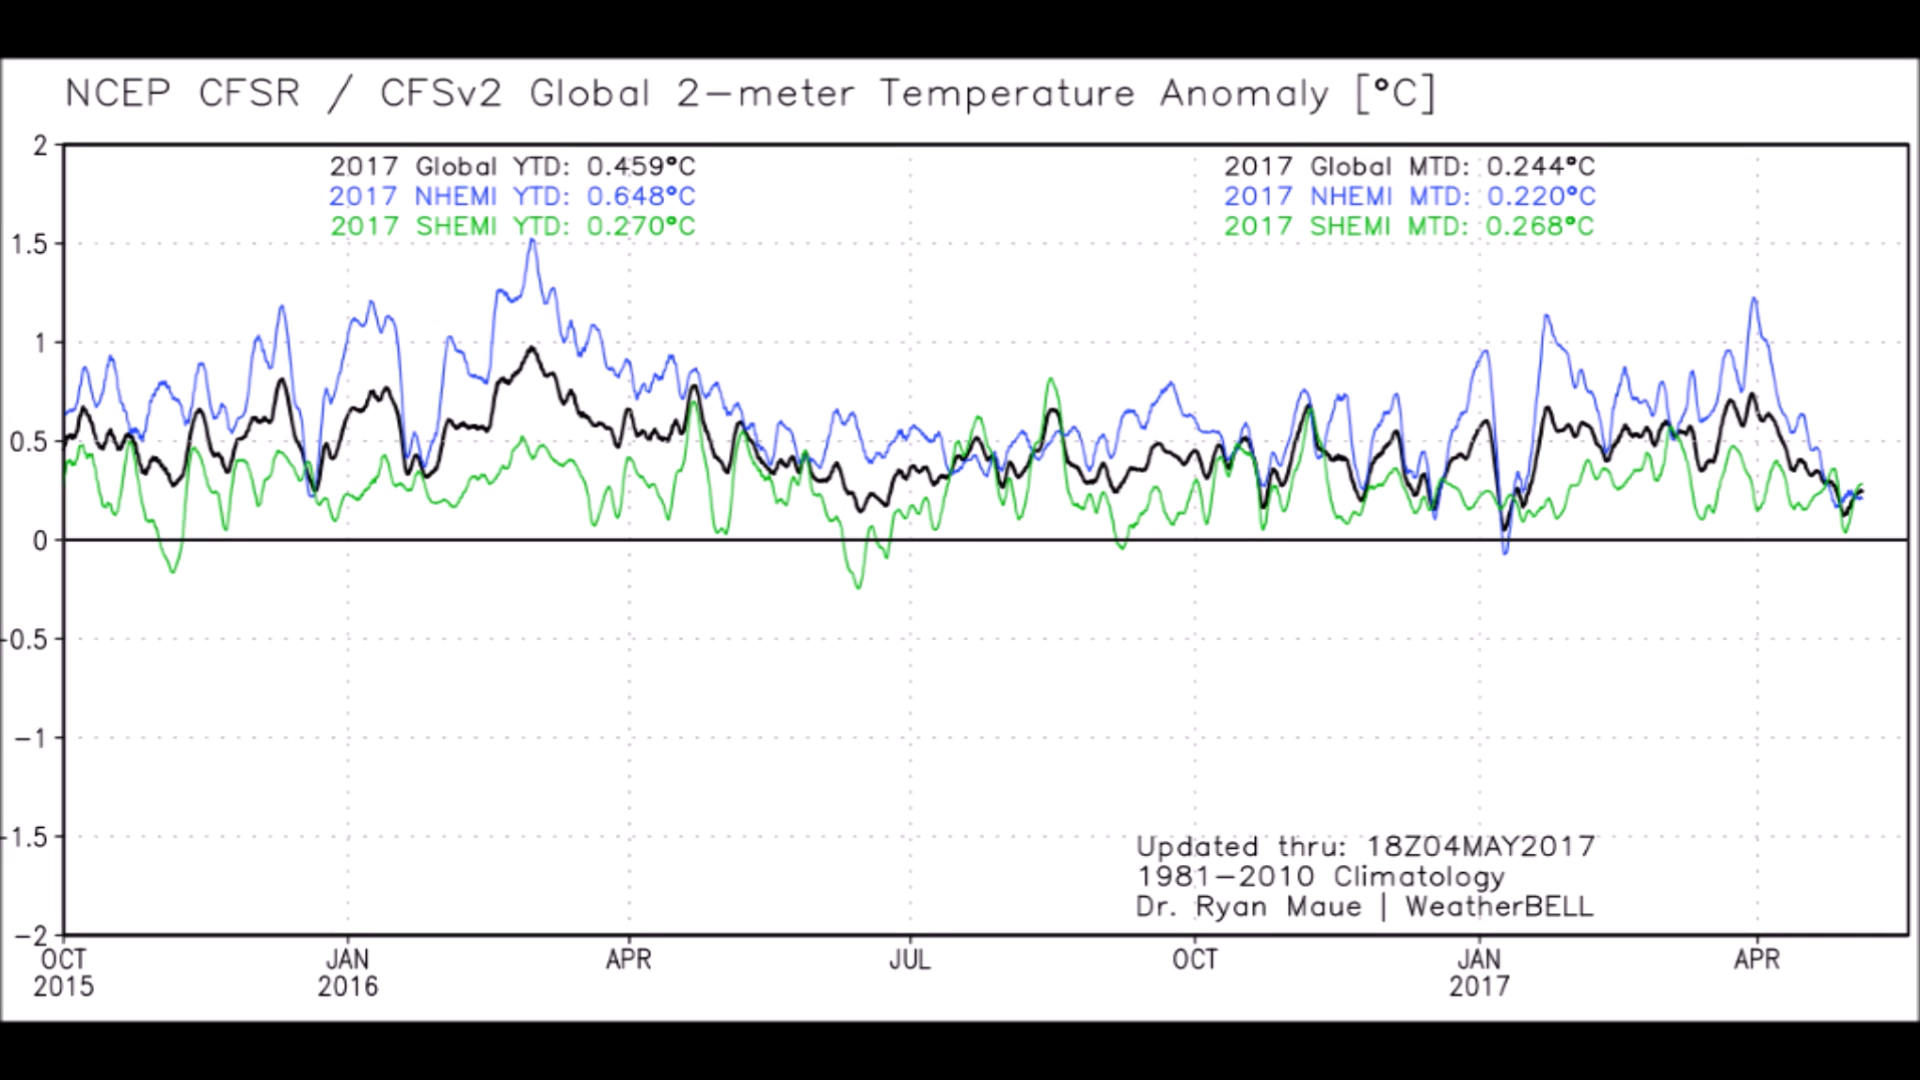 NCEP CFSR / CFSv2 Global 2-meter Temperature Anomaly [°C]
2017 Global YTD: 0.459°C
2017 NHEMI YTD: 0.648°C
2017 SHEMI YTD: 0.270°C
2017 Global MTD: 0.244°C
2017 NHEMI MTD: 0.220°C
2017 SHEMI MTD: 0.268°C
2
1.5
1
0.5
0
-0.5
-1
-1.5
-2
Updated thru: 18Z04MAY2017
1981-2010 Climatology
Dr. Ryan Maue | WeatherBELL
OCT JAN APR JUL OCT JAN APR
2015 2016 2017